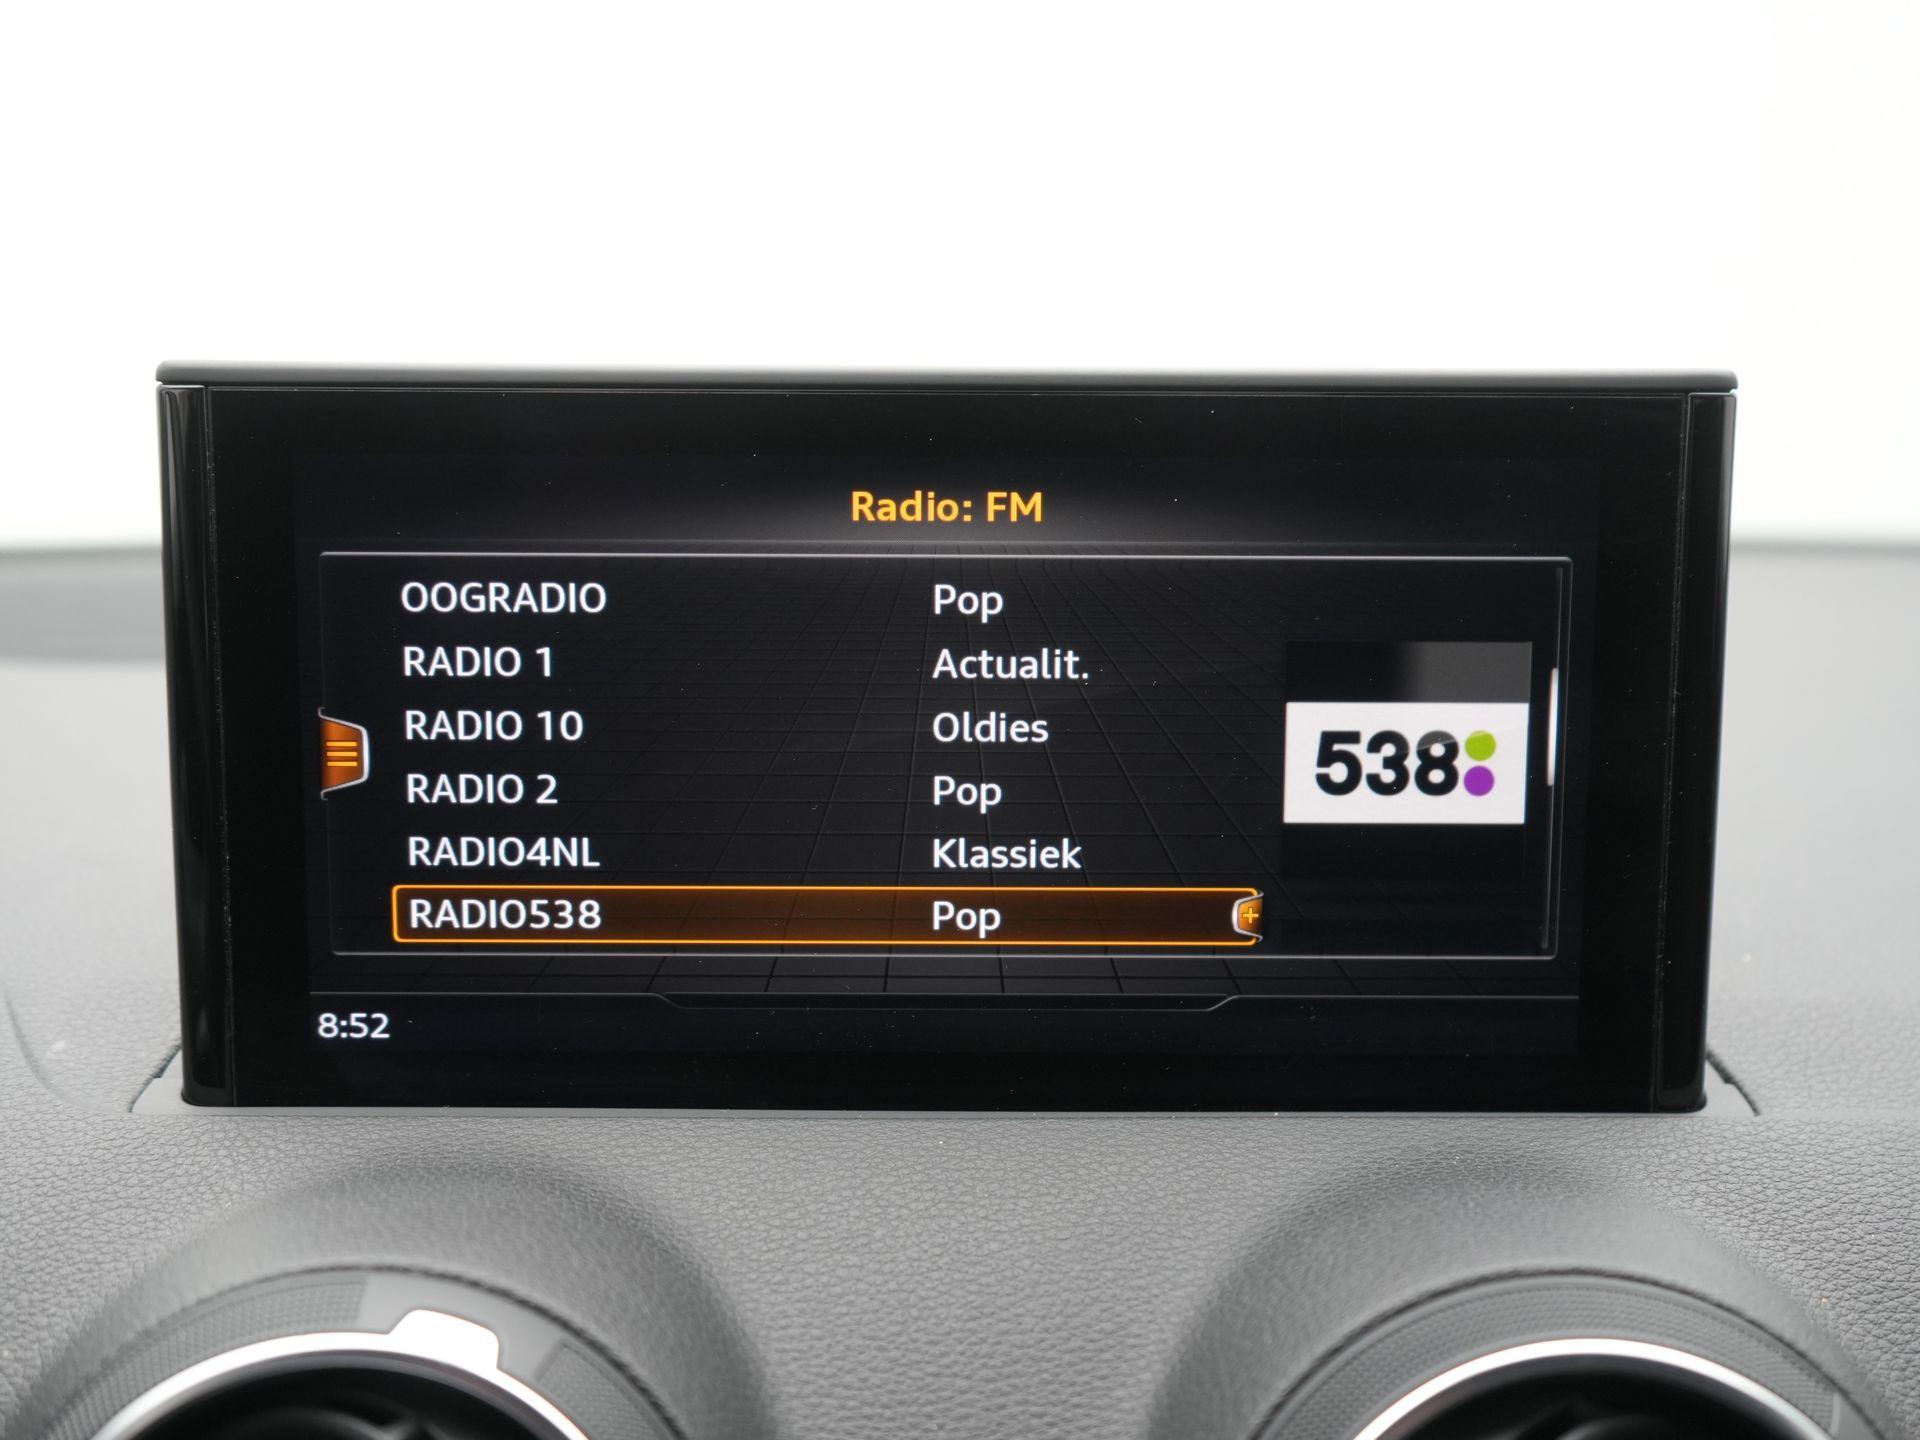 Radio: FM
OOGRADIO Pop
RADIO 1 Actualit.
RADIO 10 Oldies
RADIO 2 Pop
RADIO4NL Klassiek
RADIO538 Pop
538
8:52